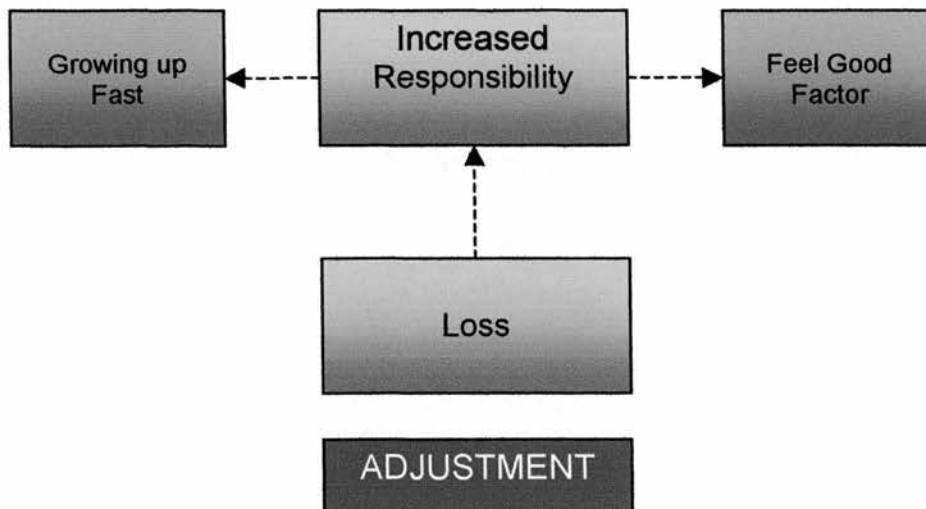 Growing up
Fast
Increased
Responsibility
Feel Good
Factor
Loss
ADJUSTMENT